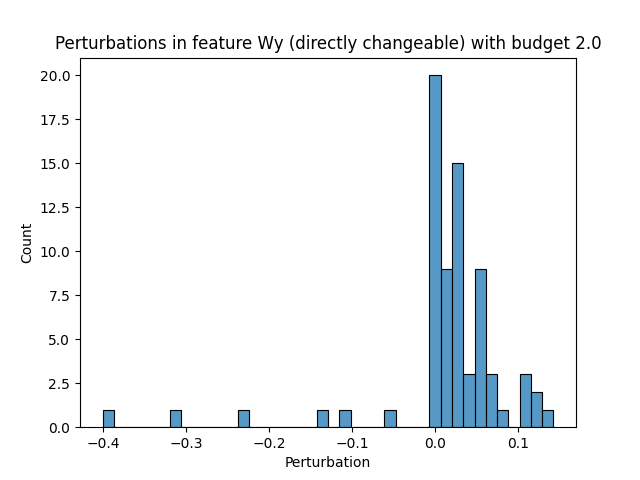 Perturbations in feature Wy (directly changeable) with budget 2.0
20.0
17.5
15.0
12.5
10.0
7.5
5.0
2.5
0.0
Count
−0.4 −0.3 −0.2 −0.1 0.0 0.1
Perturbation